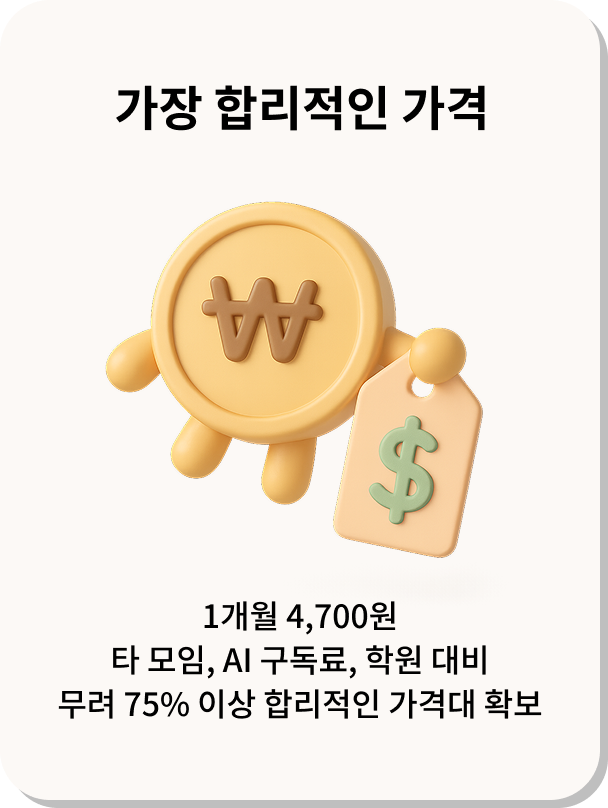 가장 합리적인 가격
₩
$
1개월 4,700원
타 모임, AI 구독료, 학원 대비
무려 75% 이상 합리적인 가격대 확보